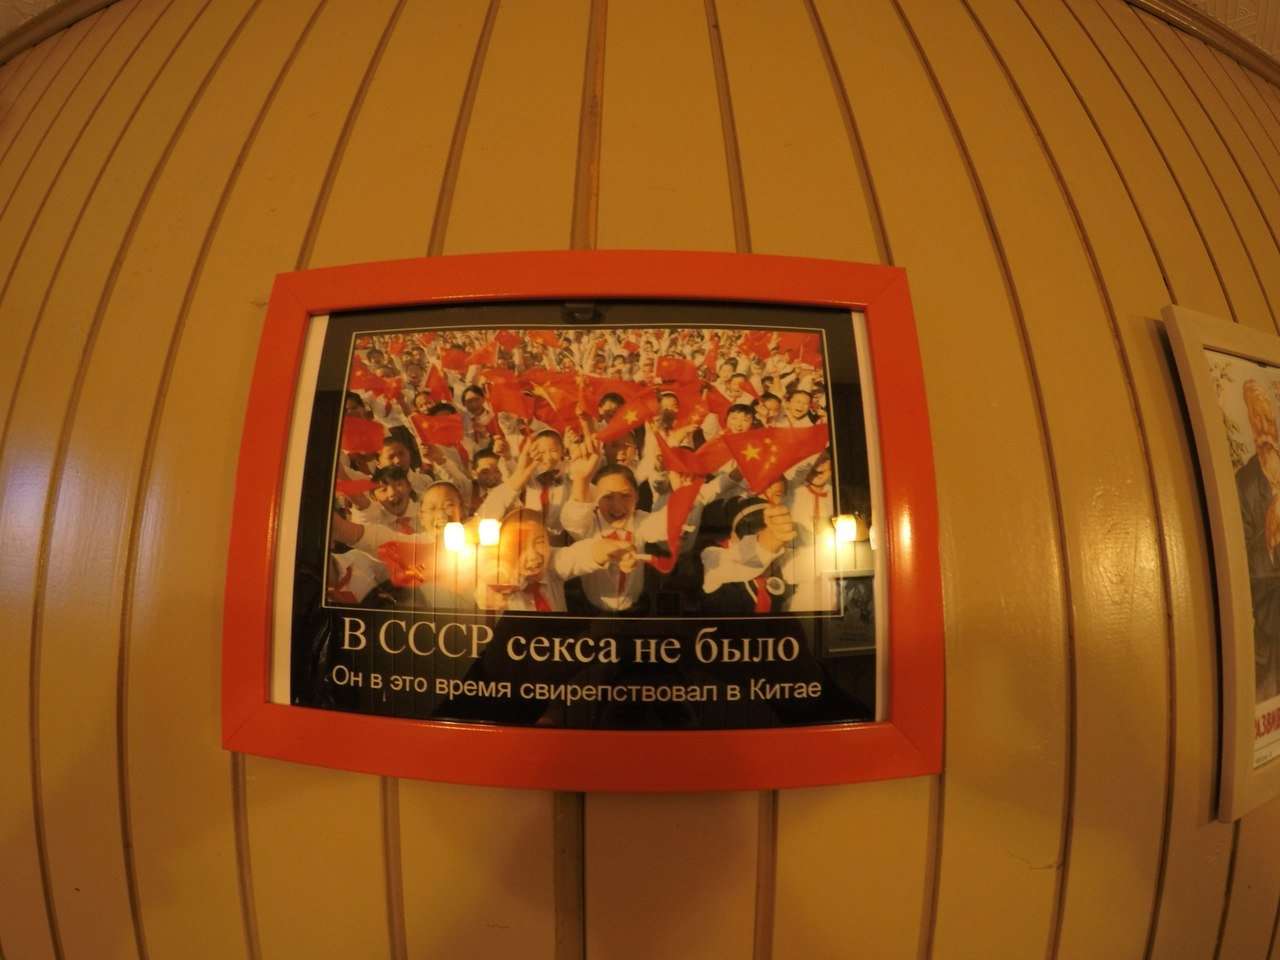 В СССР секса не было
Он в это время свирепствовал в Китае